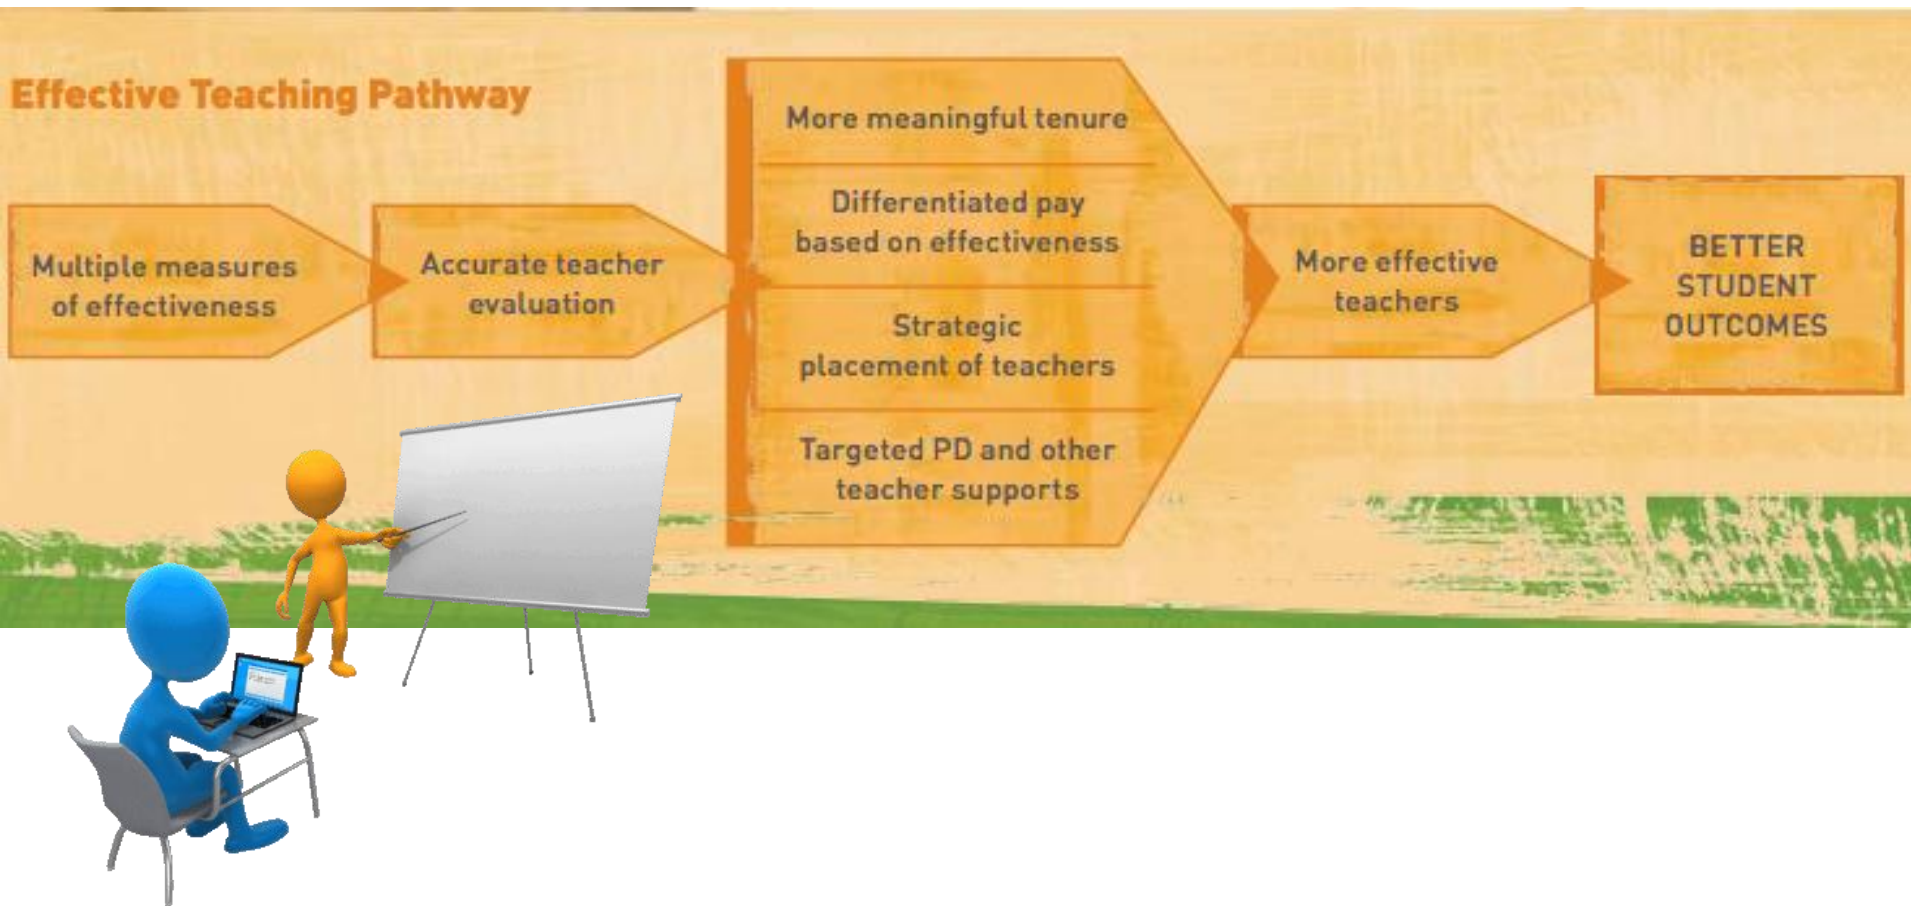 Effective Teaching Pathway
Multiple measures
of effectiveness
Accurate teacher
evaluation
More meaningful tenure
Differentiated pay
based on effectiveness
Strategic
placement of teachers
Targeted PD and other
teacher supports
More effective
teachers
BETTER
STUDENT
OUTCOMES